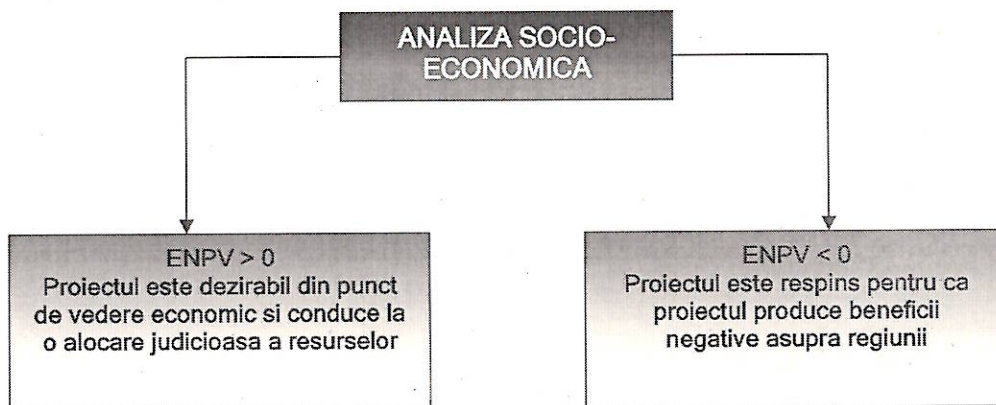 ANALIZA SOCIO-
ECONOMICA
ENPV > 0
Proiectul este dezirabil din punct
de vedere economic si conduce la
o alocare judicioasa a resurselor
ENPV < 0
Proiectul este respins pentru ca
proiectul produce beneficii
negative asupra regiunii